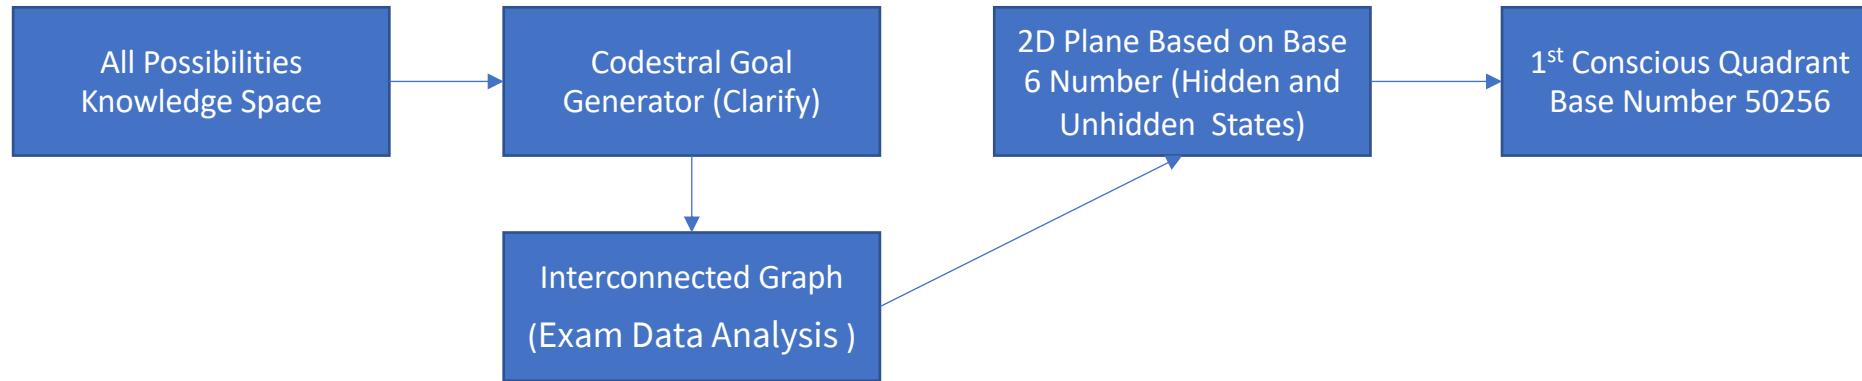 All Possibilities
Knowledge Space
Codestral Goal
Generator (Clarify)
Interconnected Graph
(Exam Data Analysis )
2D Plane Based on Base
6 Number (Hidden and
Unhidden States)
1st Conscious Quadrant
Base Number 50256